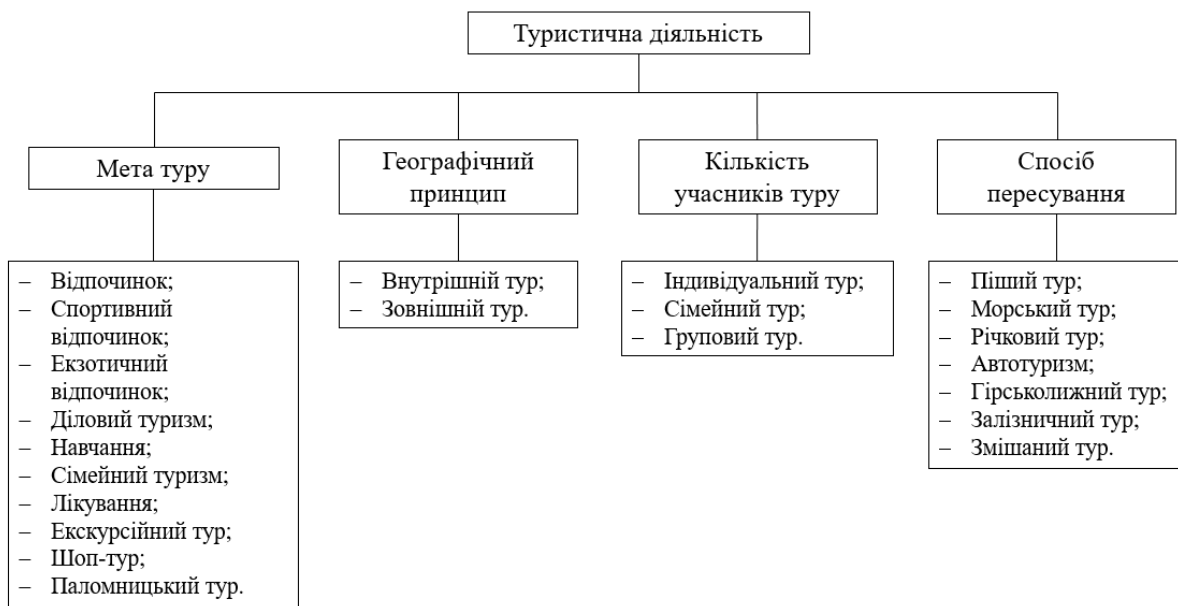 Туристична діяльність
Мета туру
Географічний
принцип
Кількість
учасників туру
Спосіб
пересування
– Відпочинок;
– Спортивний
відпочинок;
– Екзотичний
відпочинок;
– Діловий туризм;
– Навчання;
– Сімейний туризм;
– Лікування;
– Екскурсійний тур;
– Шоп-тур;
– Паломницький тур.
– Внутрішній тур;
– Зовнішній тур.
– Індивідуальний тур;
– Сімейний тур;
– Груповий тур.
– Піший тур;
– Морський тур;
– Річковий тур;
– Автотуризм;
– Гірськолижний тур;
– Залізничний тур;
– Змішаний тур.